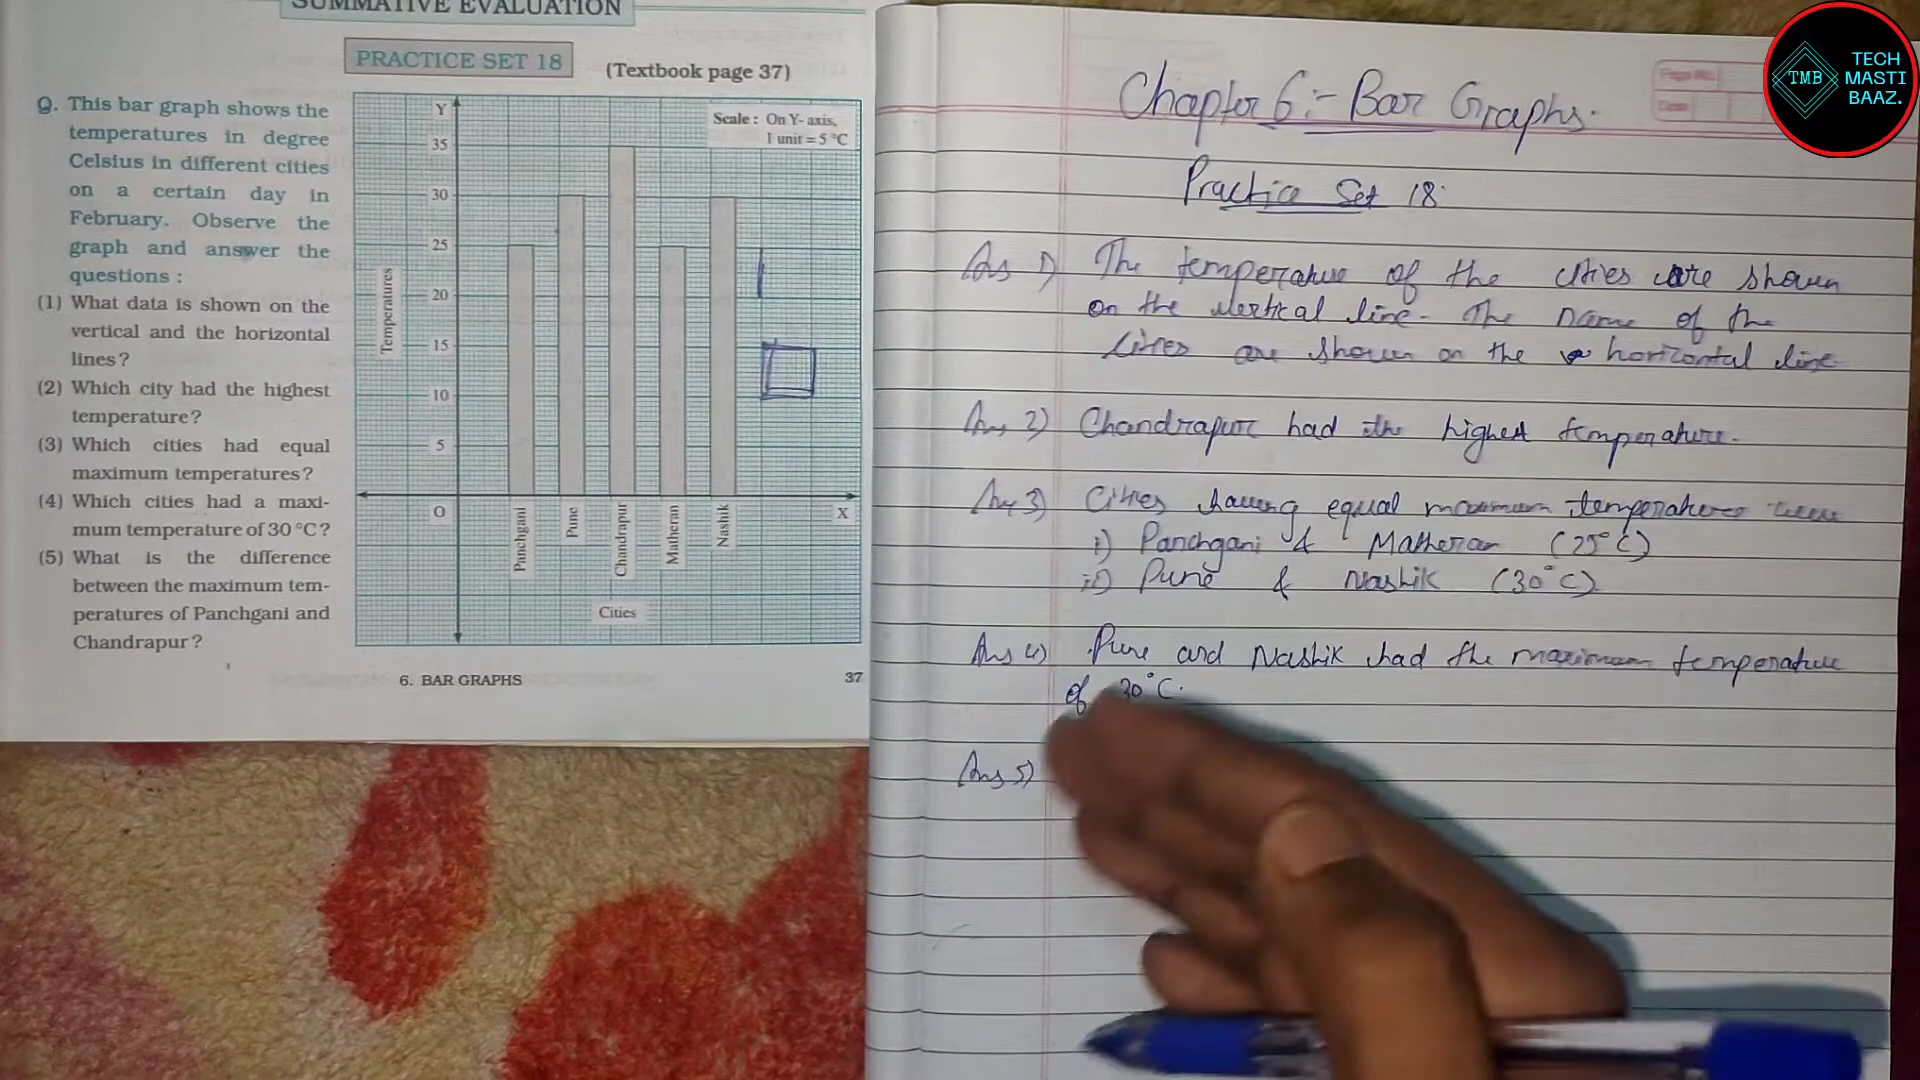 SUMMATIVE EVALUATION
PRACTICE SET 18
(Textbook page 37)
Q. This bar graph shows the
temperatures in degree
Celsius in different cities
on a certain day in
February. Observe the
graph and answer the
questions :
(1) What data is shown on the
vertical and the horizontal
lines ?
(2) Which city had the highest
temperature ?
(3) Which cities had equal
maximum temperatures ?
(4) Which cities had a maxi-
mum temperature of 30 °C ?
(5) What is the difference
between the maximum tem-
peratures of Panchgani and
Chandrapur ?
Y
Scale : On Y- axis,
1 unit = 5 °C
35
30
25
20
15
10
5
O
X
Temperatures
Panchgani
Pune
Chandrapur
Matheran
Nashik
Cities
6. BAR GRAPHS
37
Chapter 6 :- Bar Graphs.
Practice Set 18
Ans 1) The temperature of the cities are shown
on the vertical line. The name of the
cities are shown on the horizontal line
Ans 2) Chandrapur had the highest temperature.
Ans 3) Cities having equal maximum temperatures were
i) Panchgani & Matheran (25°C)
ii) Pune & Nashik (30°C)
Ans 4) Pune and Nashik had the maximum temperature
of 30°C.
Ans 5)
Page No.
Date
TMB
TECH
MASTI
BAAZ.